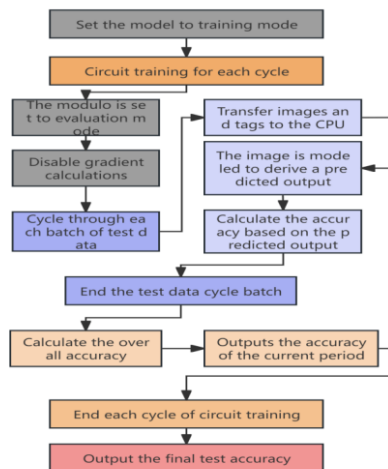 Set the model to training mode
Circuit training for each cycle
The modulo is se
t to evaluation m
ode
Disable gradient
calculations
Cycle through ea
ch batch of test d
ata
Transfer images an
d tags to the CPU
The image is mode
led to derive a pre
dicted output
Calculate the accur
acy based on the p
redicted output
End the test data cycle batch
Calculate the over
all accuracy
Outputs the accuracy
of the current period
End each cycle of circuit training
Output the final test accuracy